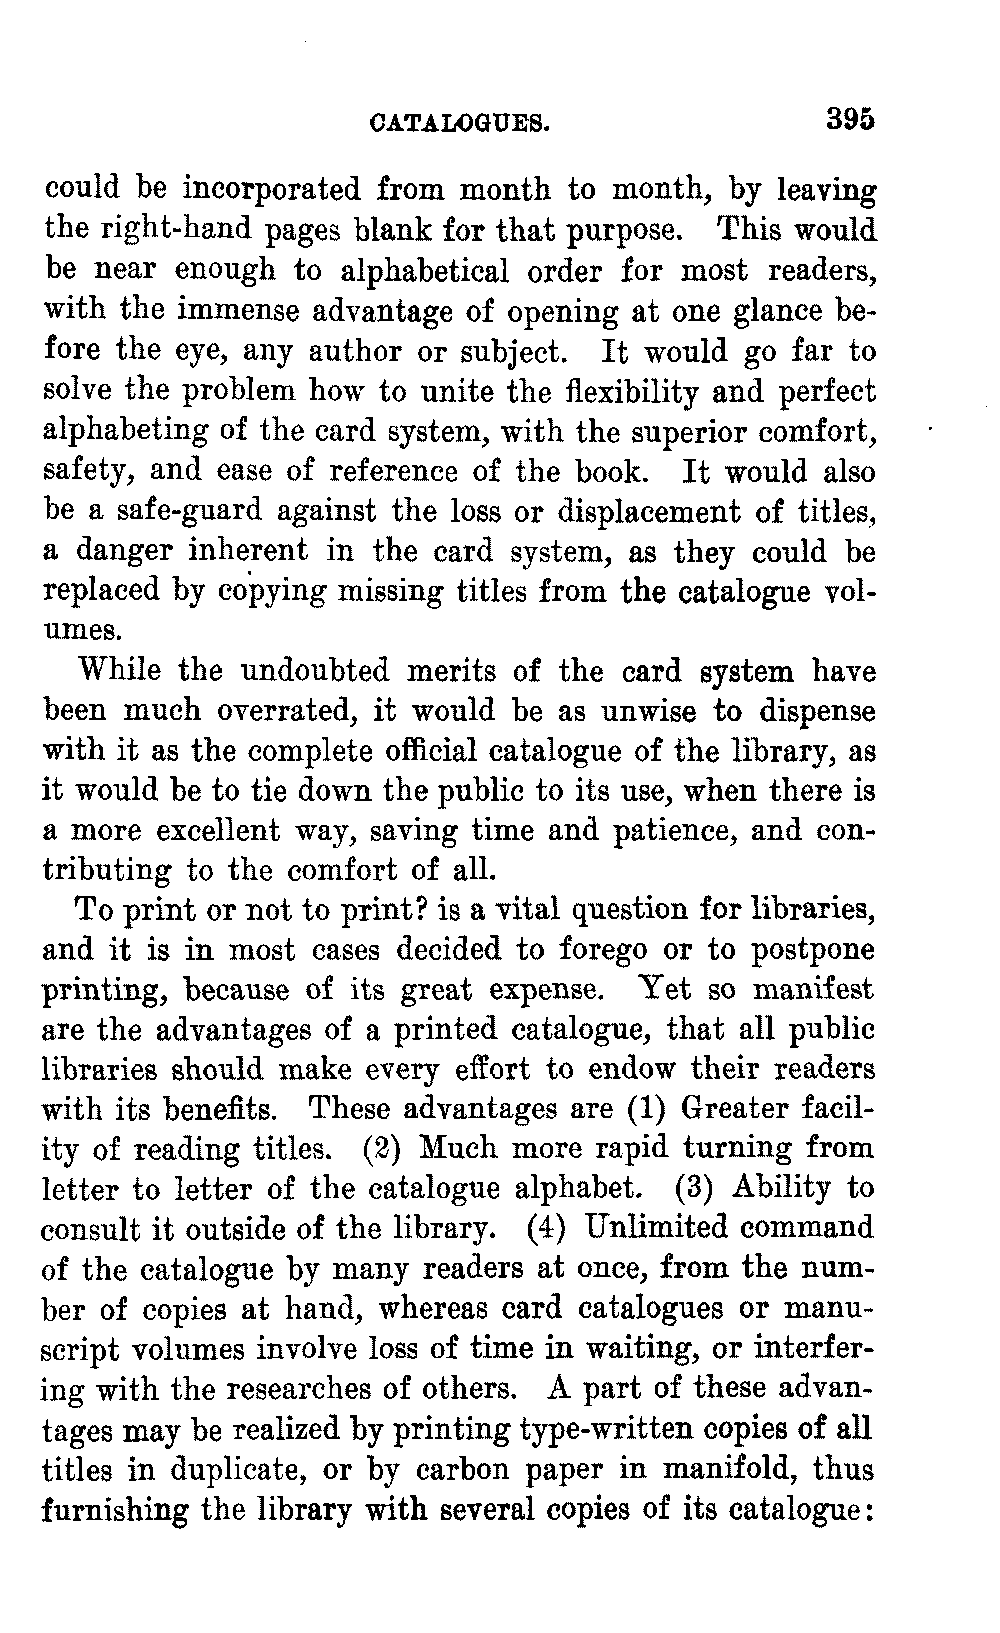 CATALOGUES. 395
could be incorporated from month to month, by leaving
the right-hand pages blank for that purpose. This would
be near enough to alphabetical order for most readers,
with the immense advantage of opening at one glance be-
fore the eye, any author or subject. It would go far to
solve the problem how to unite the flexibility and perfect
alphabeting of the card system, with the superior comfort,
safety, and ease of reference of the book. It would also
be a safe-guard against the loss or displacement of titles,
a danger inherent in the card system, as they could be
replaced by copying missing titles from the catalogue vol-
umes.
While the undoubted merits of the card system have
been much overrated, it would be as unwise to dispense
with it as the complete official catalogue of the library, as
it would be to tie down the public to its use, when there is
a more excellent way, saving time and patience, and con-
tributing to the comfort of all.
To print or not to print? is a vital question for libraries,
and it is in most cases decided to forego or to postpone
printing, because of its great expense. Yet so manifest
are the advantages of a printed catalogue, that all public
libraries should make every effort to endow their readers
with its benefits. These advantages are (1) Greater facil-
ity of reading titles. (2) Much more rapid turning from
letter to letter of the catalogue alphabet. (3) Ability to
consult it outside of the library. (4) Unlimited command
of the catalogue by many readers at once, from the num-
ber of copies at hand, whereas card catalogues or manu-
script volumes involve loss of time in waiting, or interfer-
ing with the researches of others. A part of these advan-
tages may be realized by printing type-written copies of all
titles in duplicate, or by carbon paper in manifold, thus
furnishing the library with several copies of its catalogue: